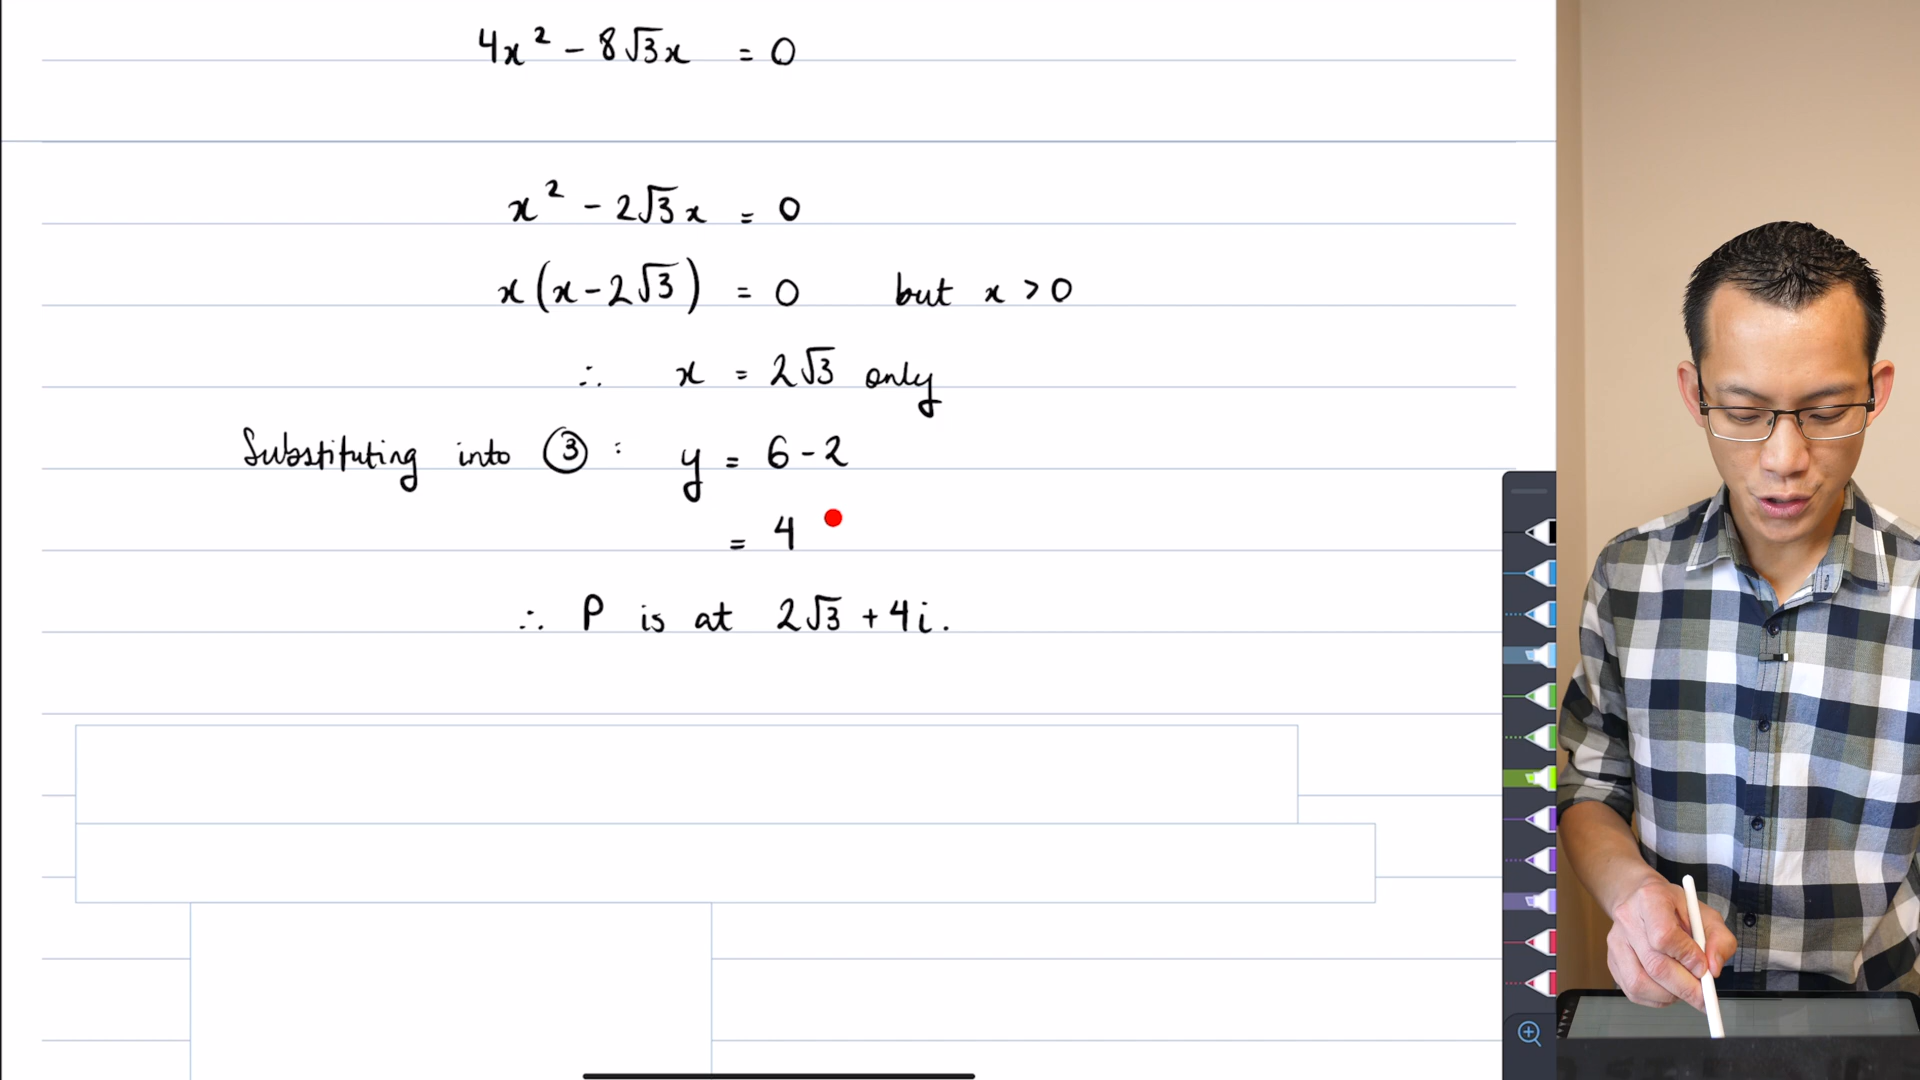 4x² - 8√3x = 0
x² - 2√3x = 0
x(x - 2√3) = 0 but x > 0
∴ x = 2√3 only
Substituting into ③ : y = 6 - 2
= 4
∴ P is at 2√3 + 4i.